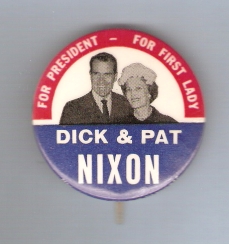 FOR PRESIDENT - FOR FIRST LADY
DICK & PAT
NIXON